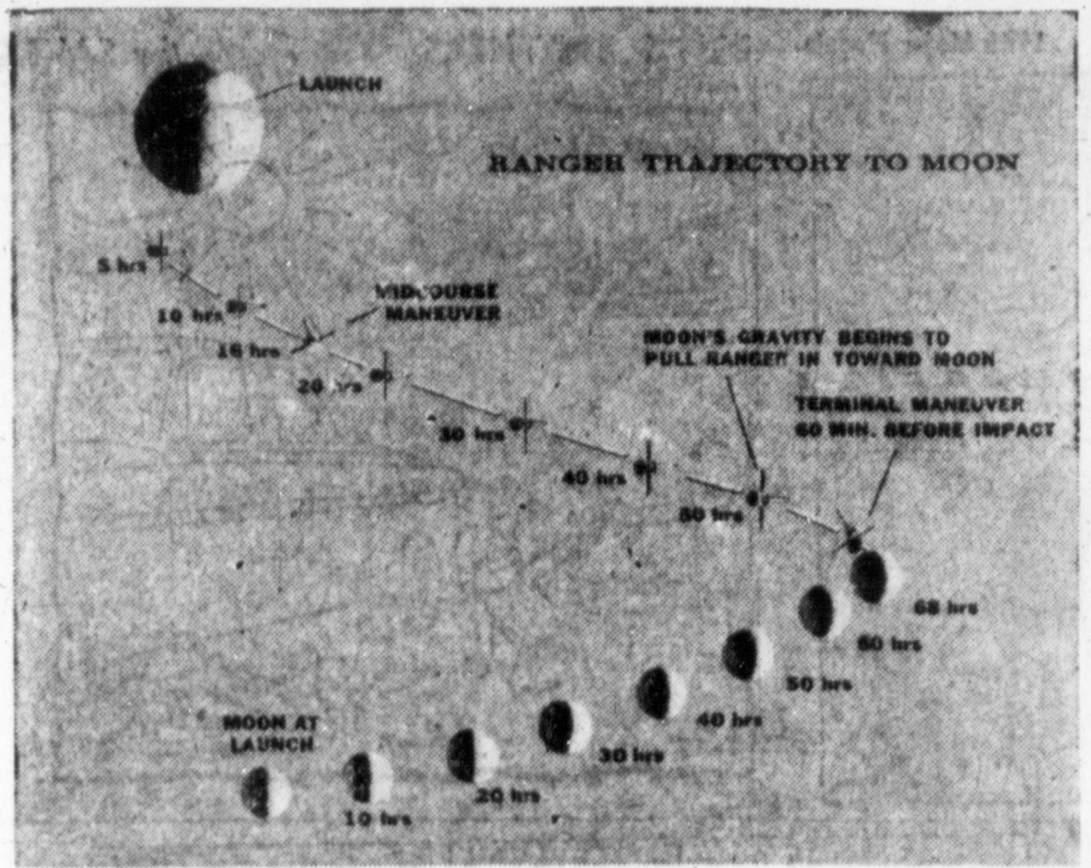 LAUNCH
RANGER TRAJECTORY TO MOON
5 hrs
10 hrs
MIDCOURSE
MANEUVER
16 hrs
20 hrs
MOON'S GRAVITY BEGINS TO
PULL RANGER IN TOWARD MOON
TERMINAL MANEUVER
60 MIN. BEFORE IMPACT
30 hrs
40 hrs
50 hrs
68 hrs
60 hrs
50 hrs
40 hrs
MOON AT
LAUNCH
30 hrs
20 hrs
10 hrs